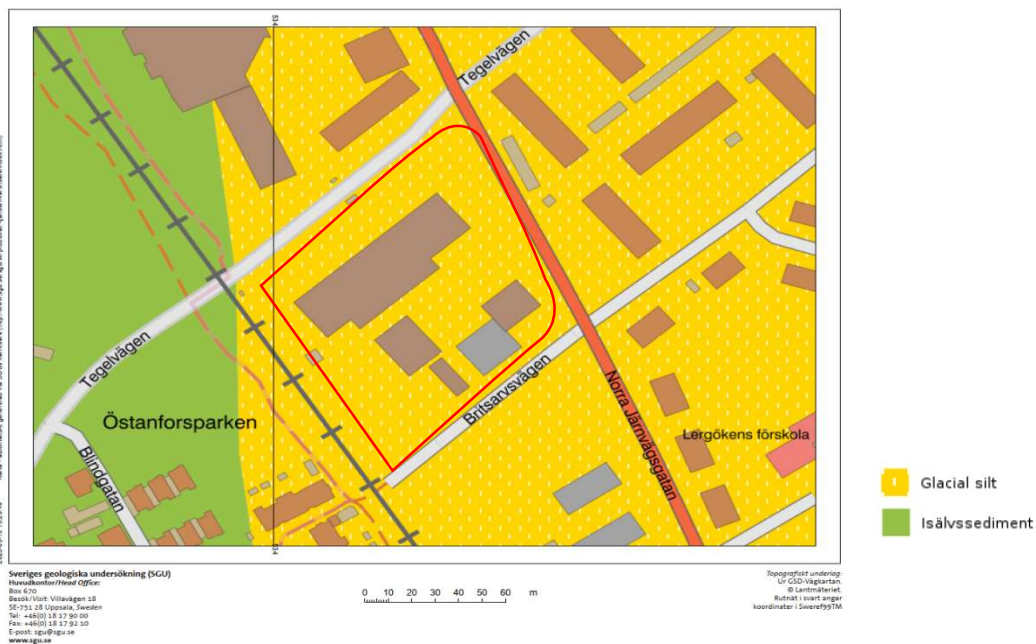 534
Tegelvägen
Tegelvägen
Östanforsparken
Blindgatan
Britsarvsvägen
Norra Järnvägsgatan
Lergökens förskola
Glacial silt
Isälvssediment
534
Sveriges geologiska undersökning (SGU)
Huvudkontor/Head Office:
Box 670
Besök/Visit: Villavägen 18
SE-751 28 Uppsala, Sweden
Tel: +46(0) 18 17 90 00
Fax: +46(0) 18 17 92 10
E-post: sgu@sgu.se
www.sgu.se
0 10 20 30 40 50 60 m
Topografiskt underlag:
Ur GSD-Vägkartan.
© Lantmäteriet.
Rutnät i svart anger
koordinater i Sweref99TM